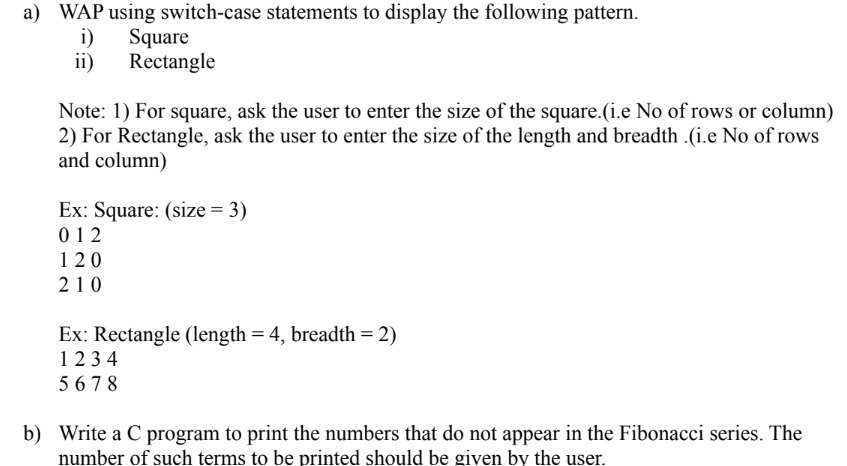 a) WAP using switch-case statements to display the following pattern.
i) Square
ii) Rectangle
Note: 1) For square, ask the user to enter the size of the square.(i.e No of rows or column)
2) For Rectangle, ask the user to enter the size of the length and breadth .(i.e No of rows
and column)
Ex: Square: (size = 3)
0 1 2
1 2 0
2 1 0
Ex: Rectangle (length = 4, breadth = 2)
1 2 3 4
5 6 7 8
b) Write a C program to print the numbers that do not appear in the Fibonacci series. The
number of such terms to be printed should be given by the user.